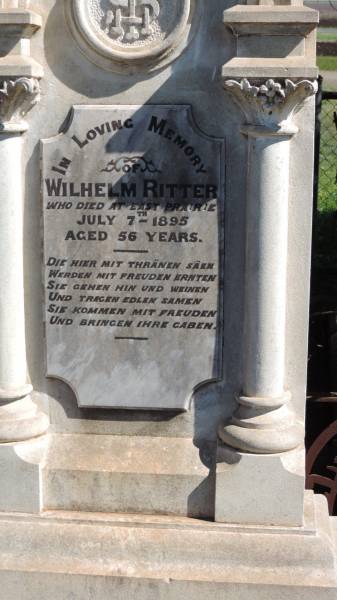 In Loving Memory
OF
WILHELM RITTER
WHO DIED AT EAST PRAIRIE
JULY 7TH 1895
AGED 56 YEARS.
DIE HIER MIT THRÄNEN SÄEN
WERDEN MIT FREUDEN ERNTEN
SIE GEHEN HIN UND WEINEN
UND TRAGEN EDLEN SAMEN
SIE KOMMEN MIT FREUDEN
UND BRINGEN IHRE GABEN.